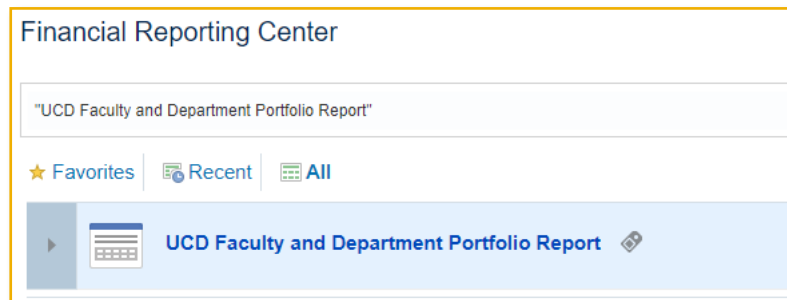 Financial Reporting Center
"UCD Faculty and Department Portfolio Report"
Favorites Recent All
UCD Faculty and Department Portfolio Report